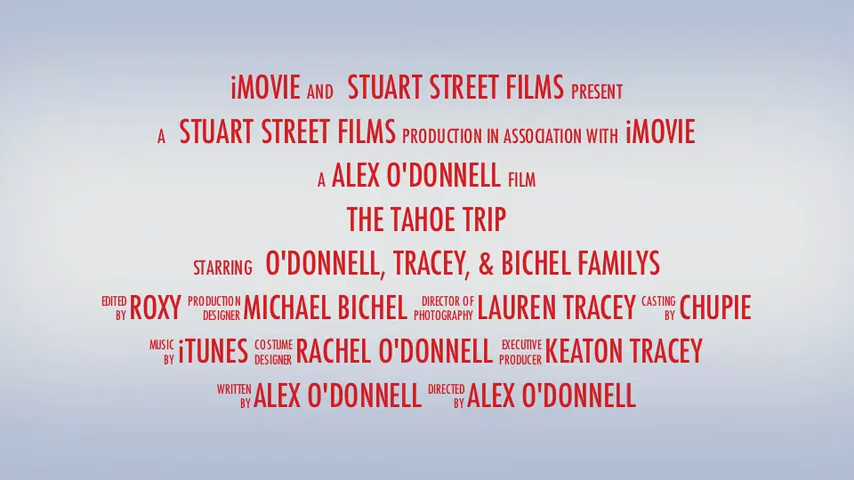 iMOVIE AND STUART STREET FILMS PRESENT
A STUART STREET FILMS PRODUCTION IN ASSOCIATION WITH iMOVIE
A ALEX O'DONNELL FILM
THE TAHOE TRIP
STARRING O'DONNELL, TRACEY, & BICHEL FAMILYS
EDITED BY ROXY PRODUCTION DESIGNER MICHAEL BICHEL DIRECTOR OF PHOTOGRAPHY LAUREN TRACEY CASTING BY CHUPIE
MUSIC BY iTUNES COSTUME DESIGNER RACHEL O'DONNELL EXECUTIVE PRODUCER KEATON TRACEY
WRITTEN BY ALEX O'DONNELL DIRECTED BY ALEX O'DONNELL